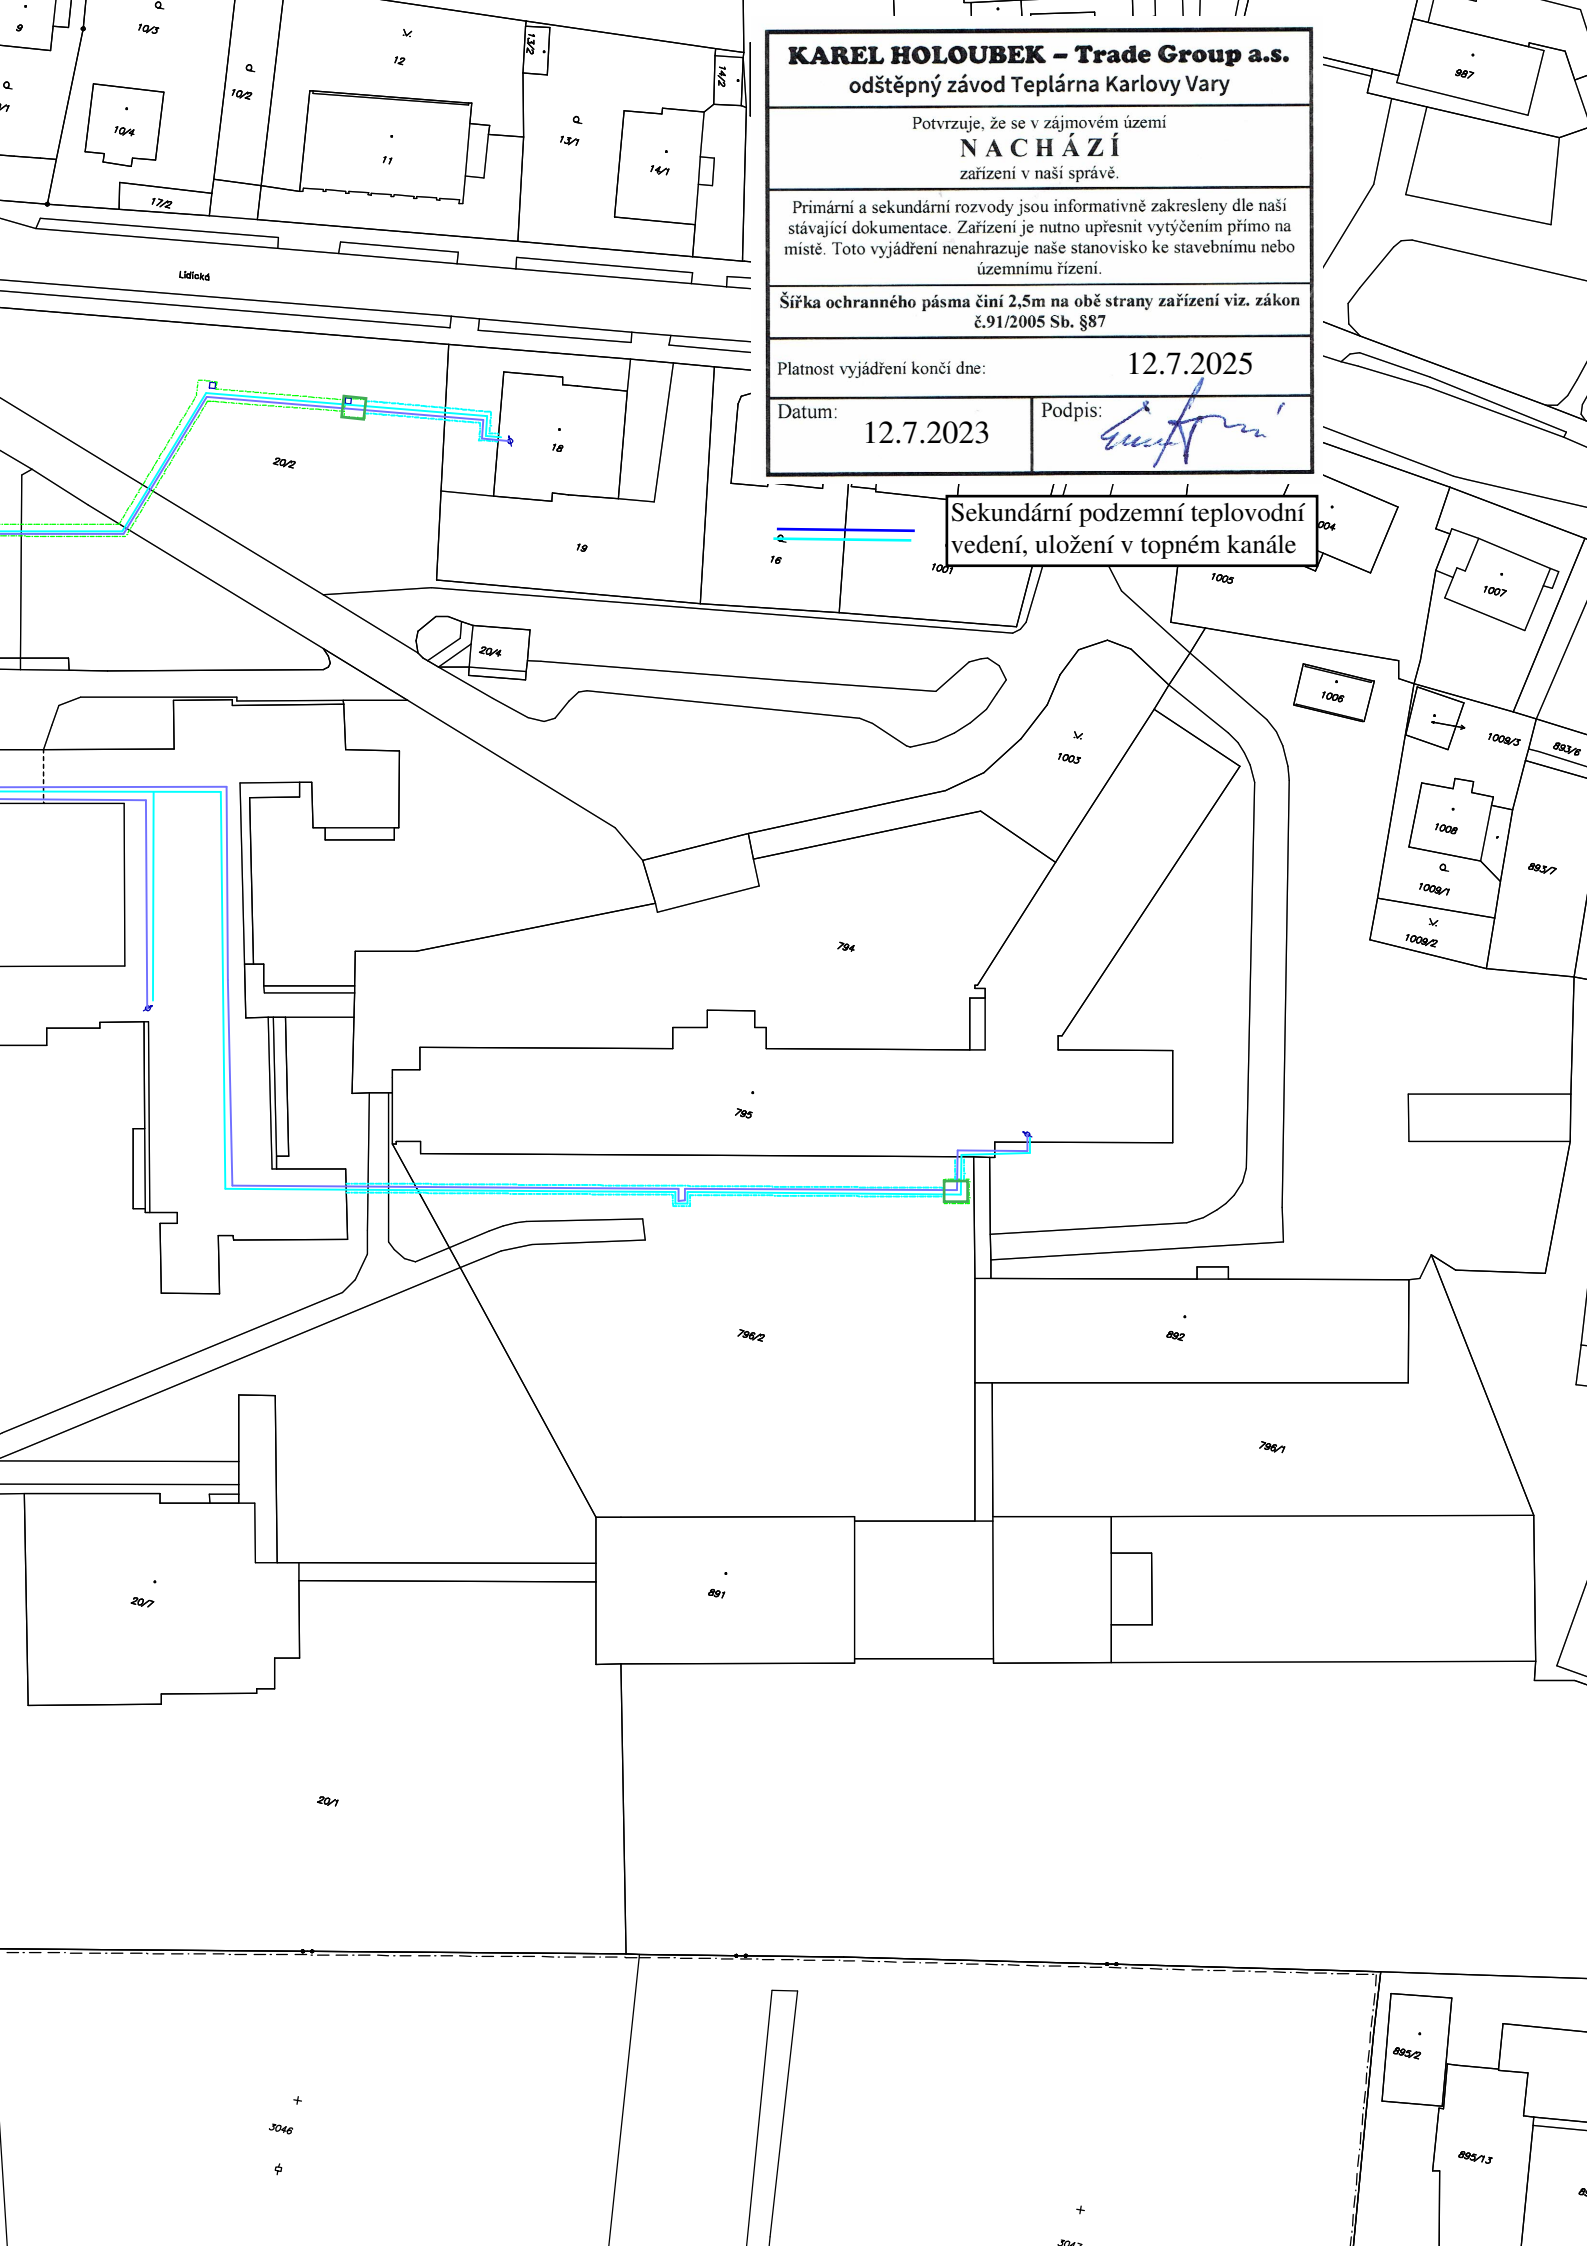 9
10/3
12
13/2
14/2
10/2
10/4
11
13/1
14/1
17/2
Lidická
987
KAREL HOLOUBEK – Trade Group a.s.
odštěpný závod Teplárna Karlovy Vary
Potvrzuje, že se v zájmovém území
NACHÁZÍ
zařízení v naší správě.
Primární a sekundární rozvody jsou informativně zakresleny dle naší
stávající dokumentace. Zařízení je nutno upřesnit vytýčením přímo na
místě. Toto vyjádření nenahrazuje naše stanovisko ke stavebnímu nebo
územnímu řízení.
Šířka ochranného pásma činí 2,5m na obě strany zařízení viz. zákon
č.91/2005 Sb. §87
Platnost vyjádření končí dne: 12.7.2025
Datum: 12.7.2023
Podpis:
Sekundární podzemní teplovodní
vedení, uložení v topném kanále
20/2
18
19
16
1001
004
1005
1007
20/4
1006
1003
1009/3
893/6
1008
1009/1
893/7
1009/2
794
795
796/2
892
796/1
20/7
891
20/1
895/2
3046
895/13
3047